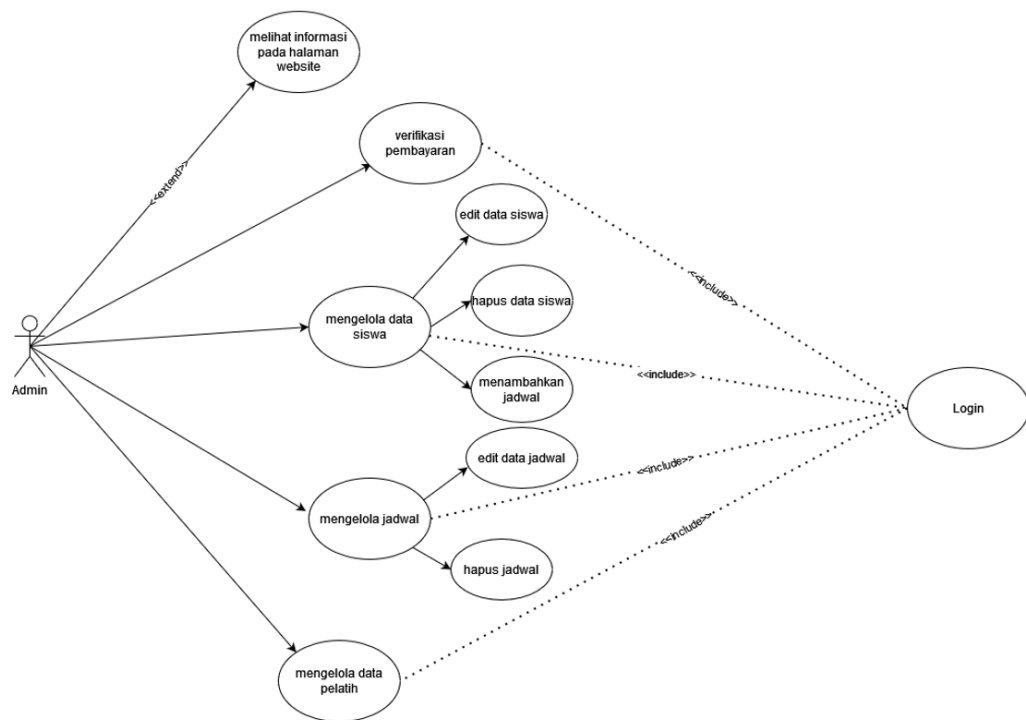 melihat informasi
pada halaman
website
<<extend>>
verifikasi
pembayaran
edit data siswa
<<include>>
hapus data siswa
mengelola data
siswa
Admin
<<include>>
menambahkan
jadwal
Login
edit data jadwal
<<include>>
mengelola jadwal
<<include>>
hapus jadwal
mengelola data
pelatih